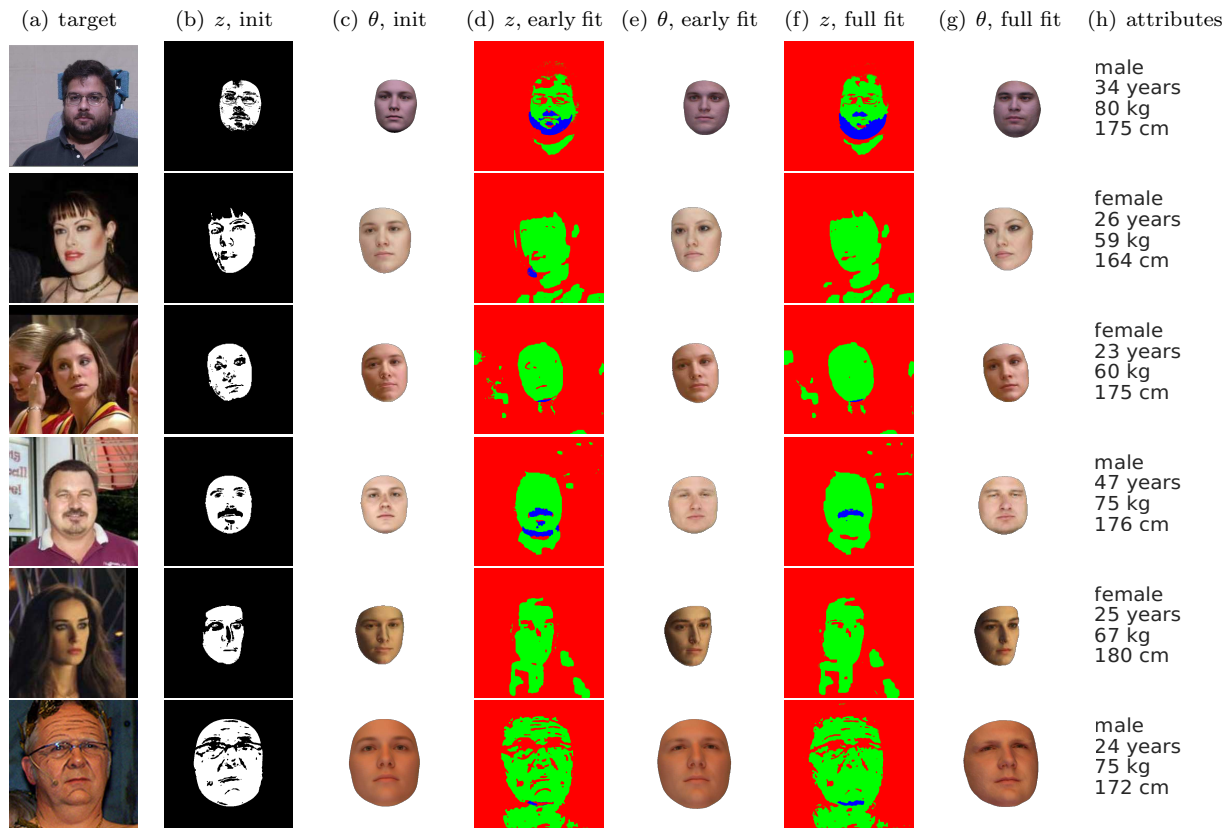 (a) target (b) z, init (c) θ, init (d) z, early fit (e) θ, early fit (f) z, full fit (g) θ, full fit (h) attributes
male
34 years
80 kg
175 cm
female
26 years
59 kg
164 cm
female
23 years
60 kg
175 cm
male
47 years
75 kg
176 cm
female
25 years
67 kg
180 cm
male
24 years
75 kg
172 cm